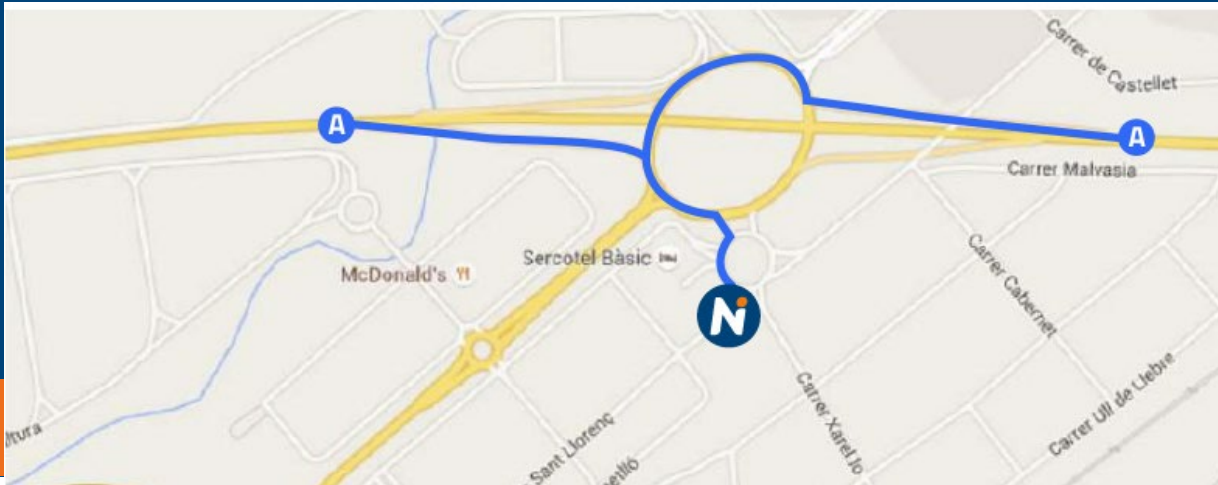 Carrer de Castellet
A
A
Carrer Malvasia
Sercotel Bàsic
McDonald's
Carrer Cabernet
Ni
Carrer Xarel·lo
Carrer Ull de Llebre
Sant Llorenç